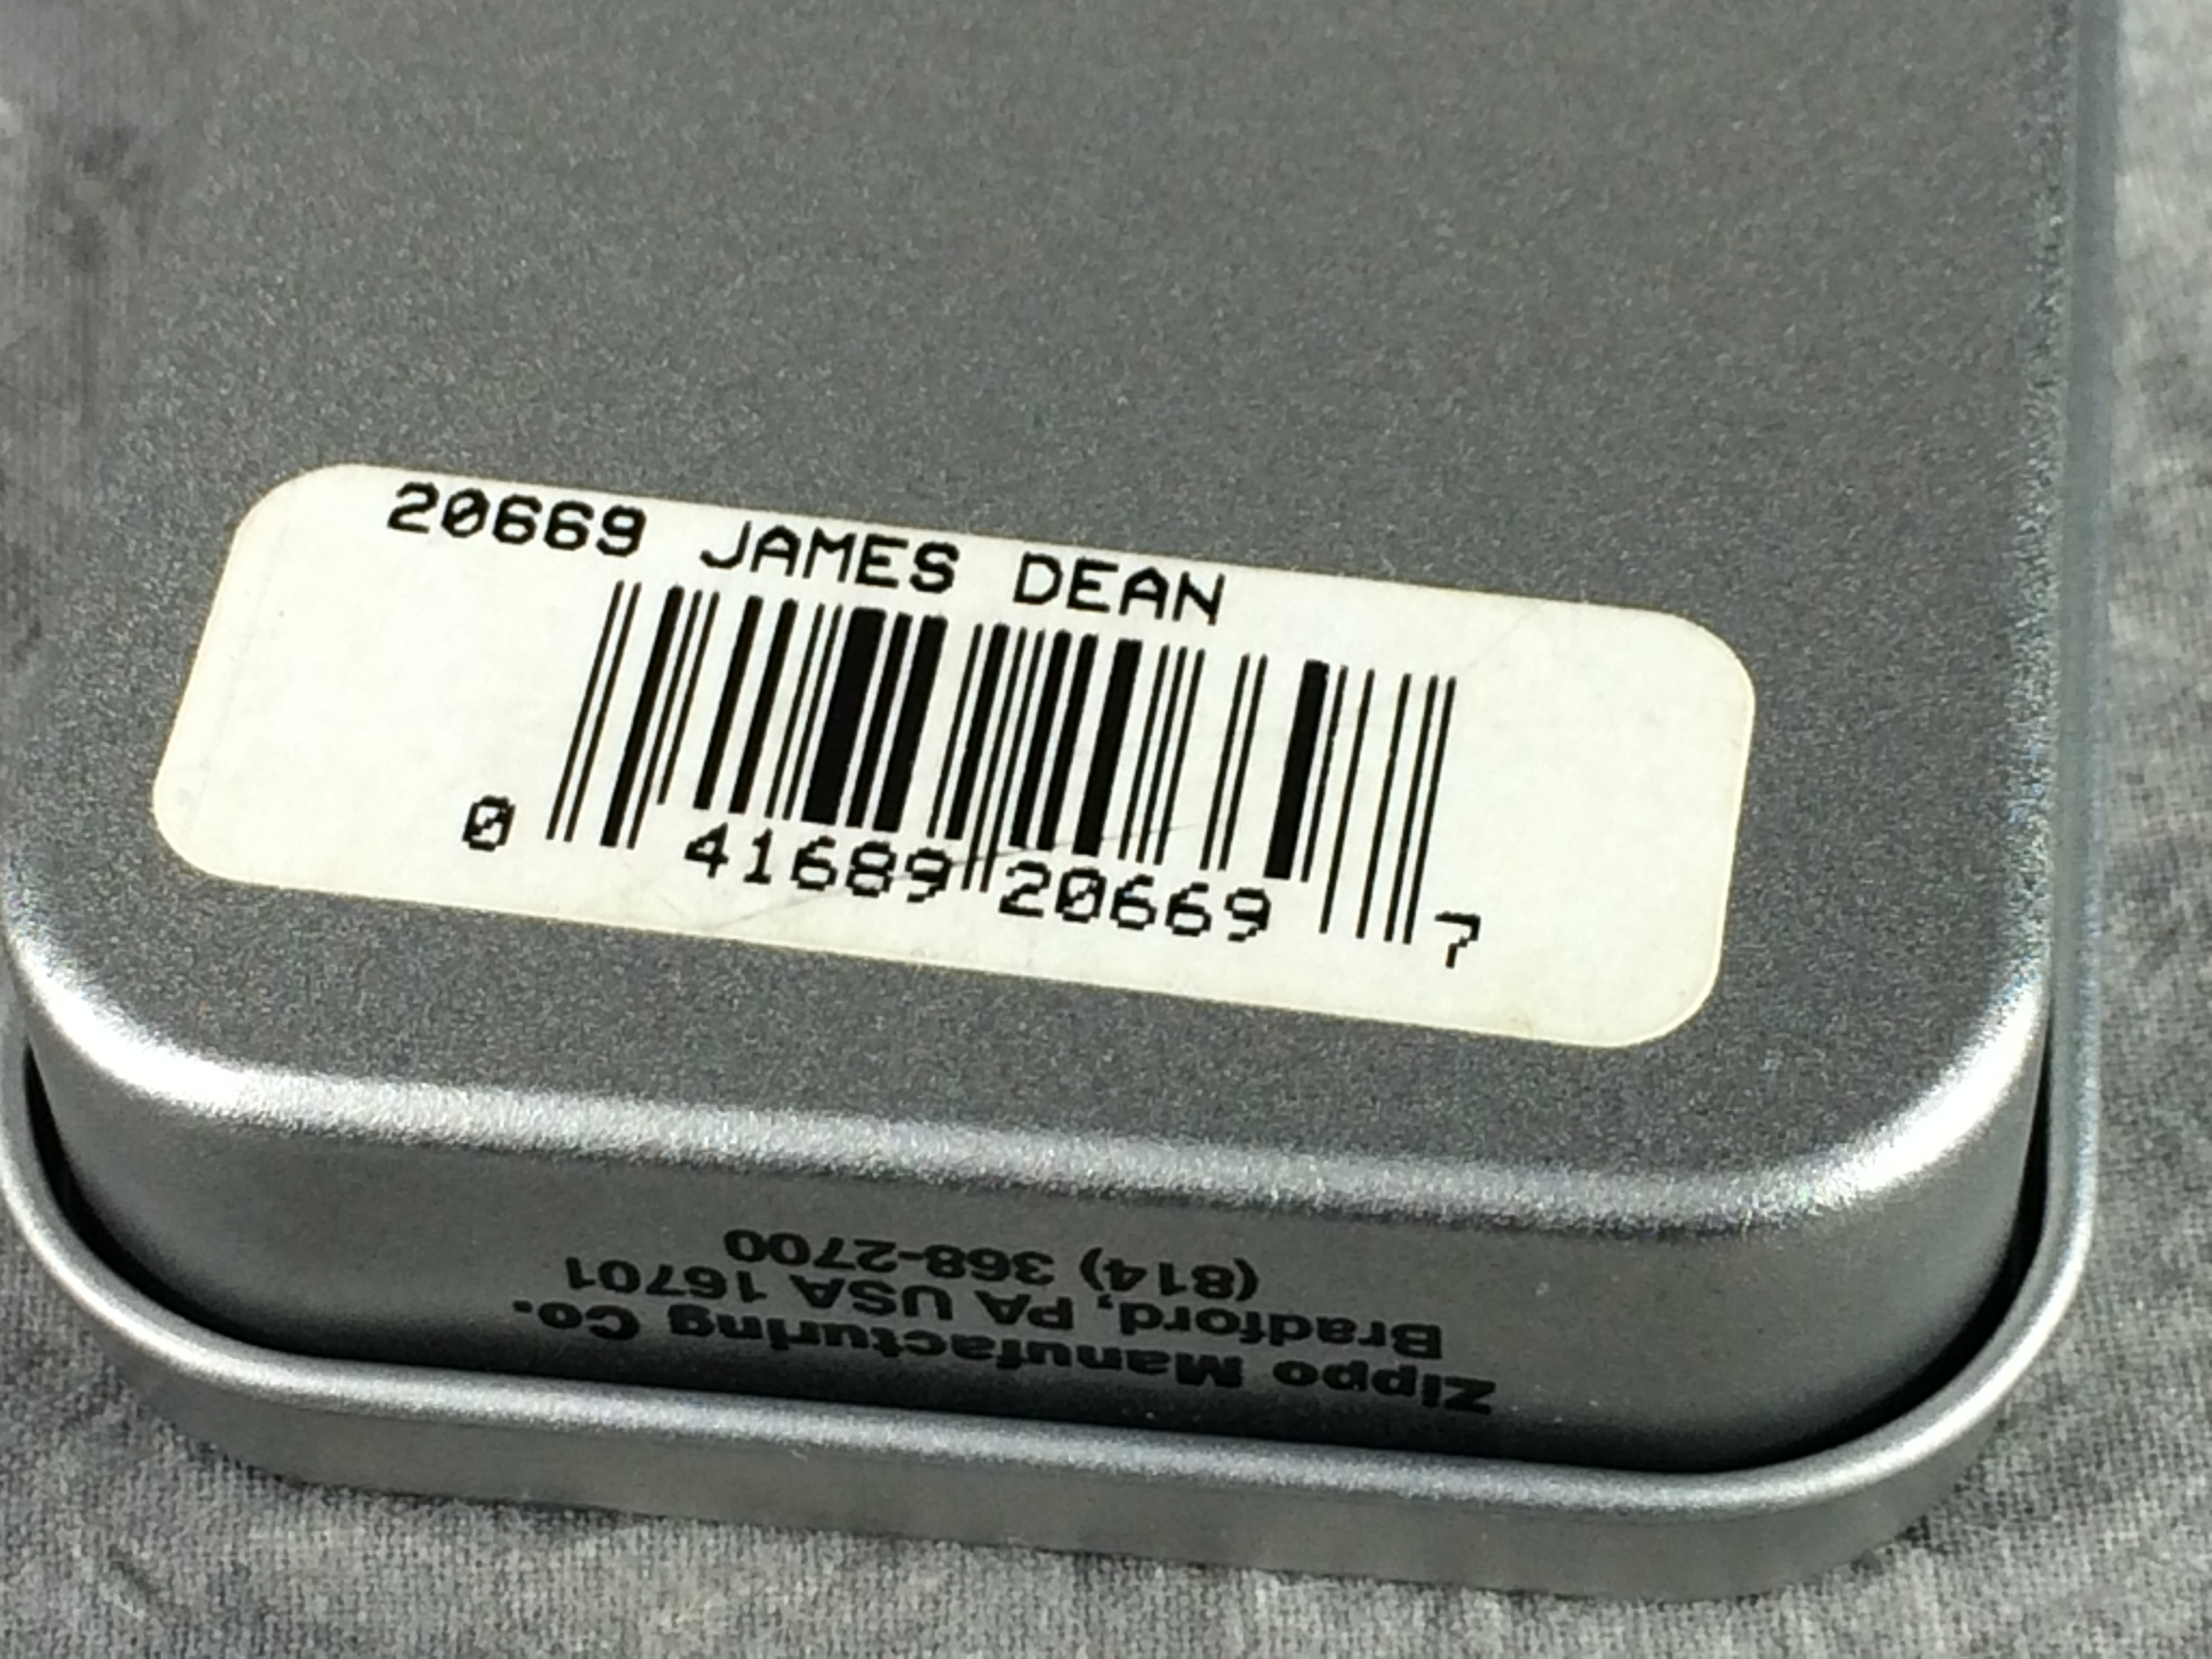 20669 JAMES DEAN
0 41689 20669 7
Zippo Manufacturing Co.
Bradford, PA USA 16701
(814) 368-2700